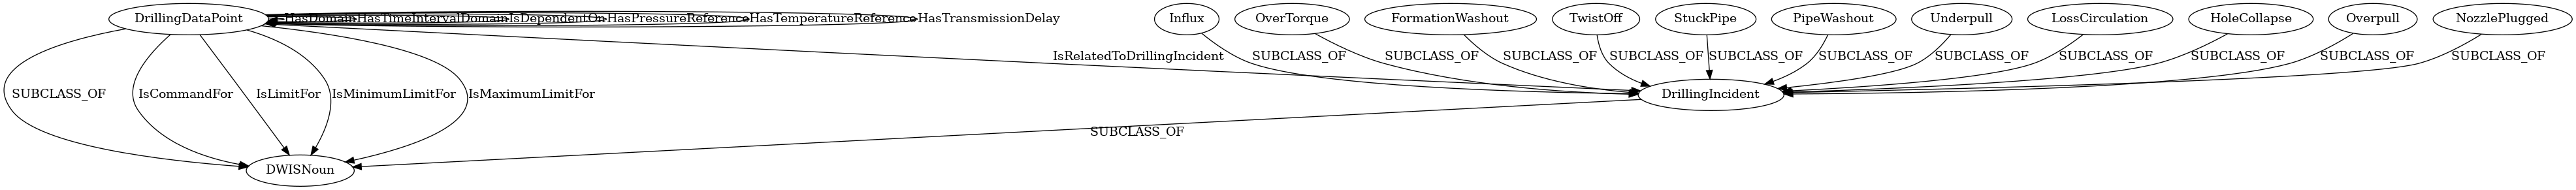 DrillingDataPoint
HasDomain
HasTimeIntervalDomain
IsDependentOn
HasPressureReference
HasTemperatureReference
HasTransmissionDelay
Influx
OverTorque
FormationWashout
TwistOff
StuckPipe
PipeWashout
Underpull
LossCirculation
HoleCollapse
Overpull
NozzlePlugged
IsRelatedToDrillingIncident
SUBCLASS_OF
SUBCLASS_OF
SUBCLASS_OF
SUBCLASS_OF
SUBCLASS_OF
SUBCLASS_OF
SUBCLASS_OF
SUBCLASS_OF
SUBCLASS_OF
SUBCLASS_OF
SUBCLASS_OF
SUBCLASS_OF
IsCommandFor
IsLimitFor
IsMinimumLimitFor
IsMaximumLimitFor
DrillingIncident
SUBCLASS_OF
DWISNoun